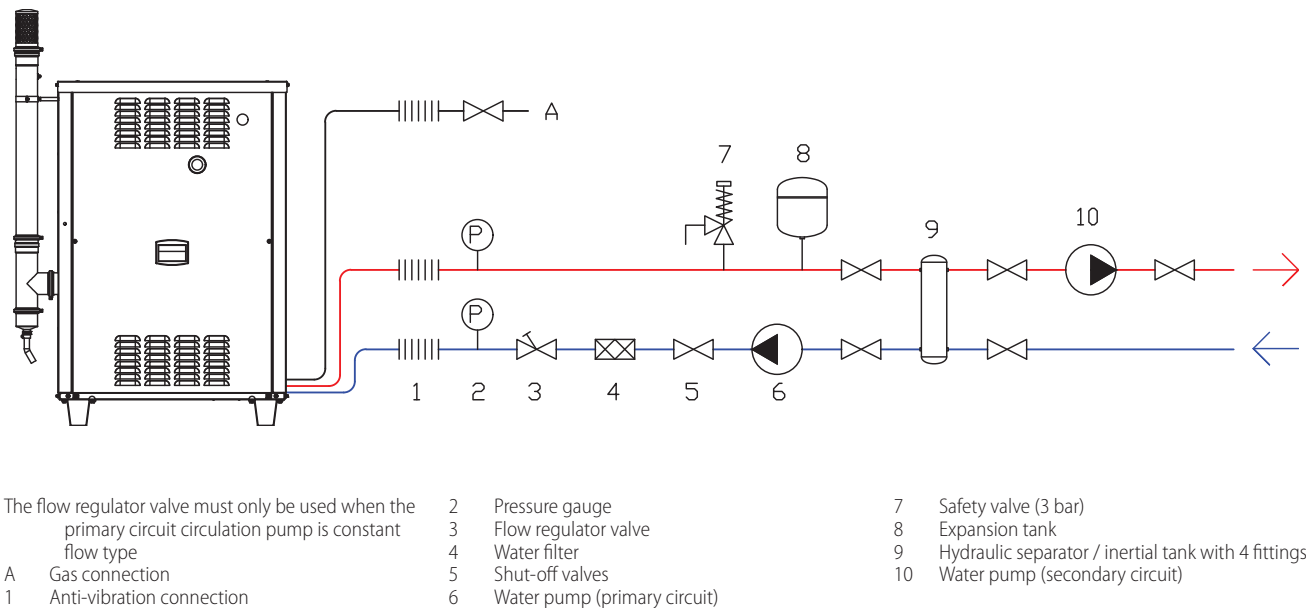 A
7
8
9
10
P
P
1
2
3
4
5
6
The flow regulator valve must only be used when the
primary circuit circulation pump is constant
flow type
A Gas connection
1 Anti-vibration connection
2 Pressure gauge
3 Flow regulator valve
4 Water filter
5 Shut-off valves
6 Water pump (primary circuit)
7 Safety valve (3 bar)
8 Expansion tank
9 Hydraulic separator / inertial tank with 4 fittings
10 Water pump (secondary circuit)